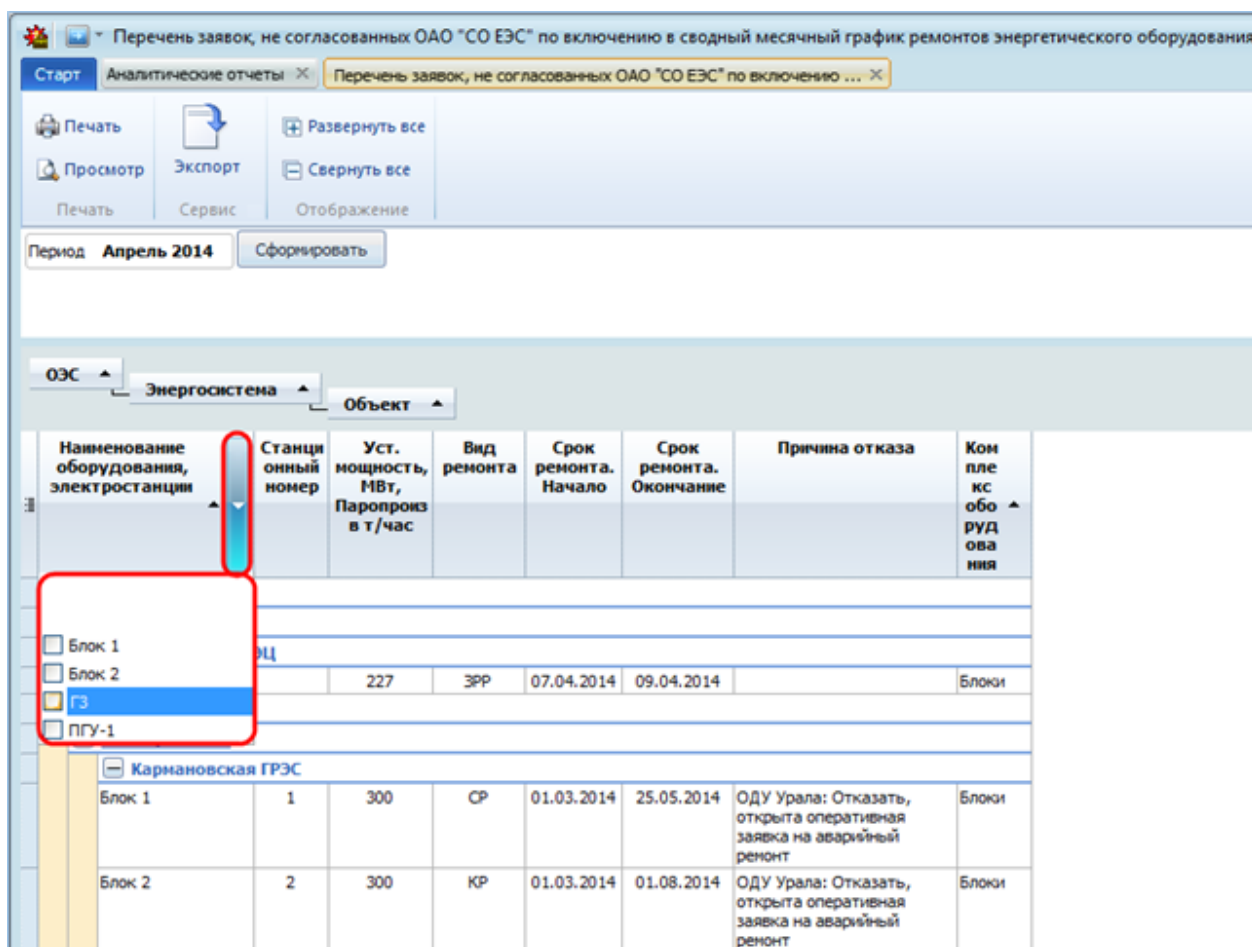 Перечень заявок, не согласованных ОАО "СО ЕЭС" по включению в сводный месячный график ремонтов энергетического оборудования
Старт Аналитические отчеты Перечень заявок, не согласованных ОАО "СО ЕЭС" по включению ...
Печать Развернуть все
Просмотр Экспорт Свернуть все
Печать Сервис Отображение
Период Апрель 2014 Сформировать
ОЭС
Энергосистема
Объект
Наименование Станци Уст. Вид Срок Срок Причина отказа Ком
оборудования, онный мощность, ремонта ремонта. ремонта. пле
электростанции номер МВт, Начало Окончание кс
Паропроиз обо
в т/час руд
ова
ния
Блок 1
ЭЦ
Блок 2 227 ЗРР 07.04.2014 09.04.2014 Блоки
ГЗ
ПГУ-1
Кармановская ГРЭС
Блок 1 1 300 СР 01.03.2014 25.05.2014 ОДУ Урала: Отказать, Блоки
открыта оперативная
заявка на аварийный
ремонт
Блок 2 2 300 КР 01.03.2014 01.08.2014 ОДУ Урала: Отказать, Блоки
открыта оперативная
заявка на аварийный
ремонт